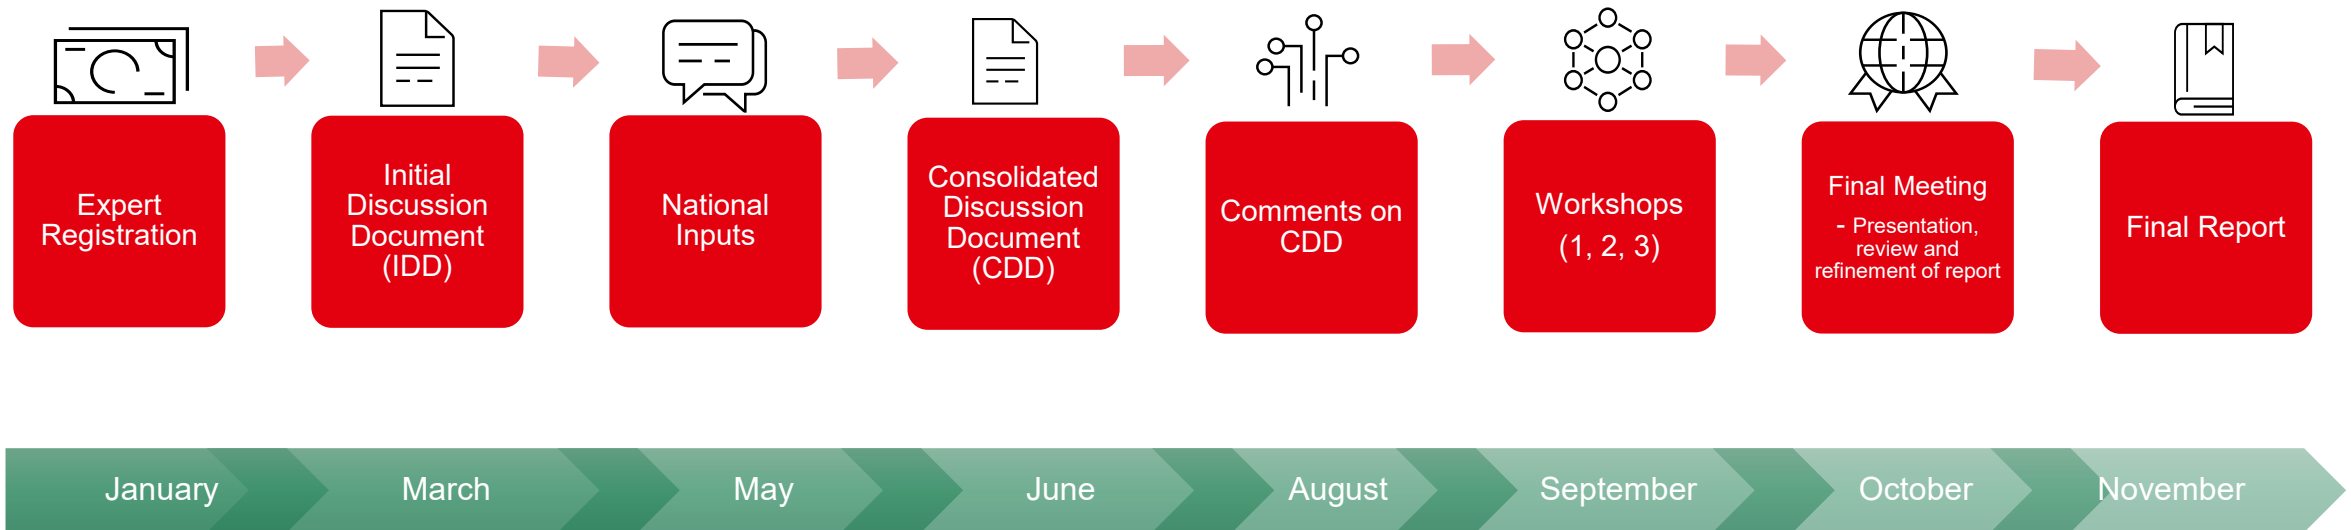 Expert
Registration
Initial
Discussion
Document
(IDD)
National
Inputs
Consolidated
Discussion
Document
(CDD)
Comments on
CDD
Workshops
(1, 2, 3)
Final Meeting
- Presentation,
review and
refinement of report
Final Report
January
March
May
June
August
September
October
November